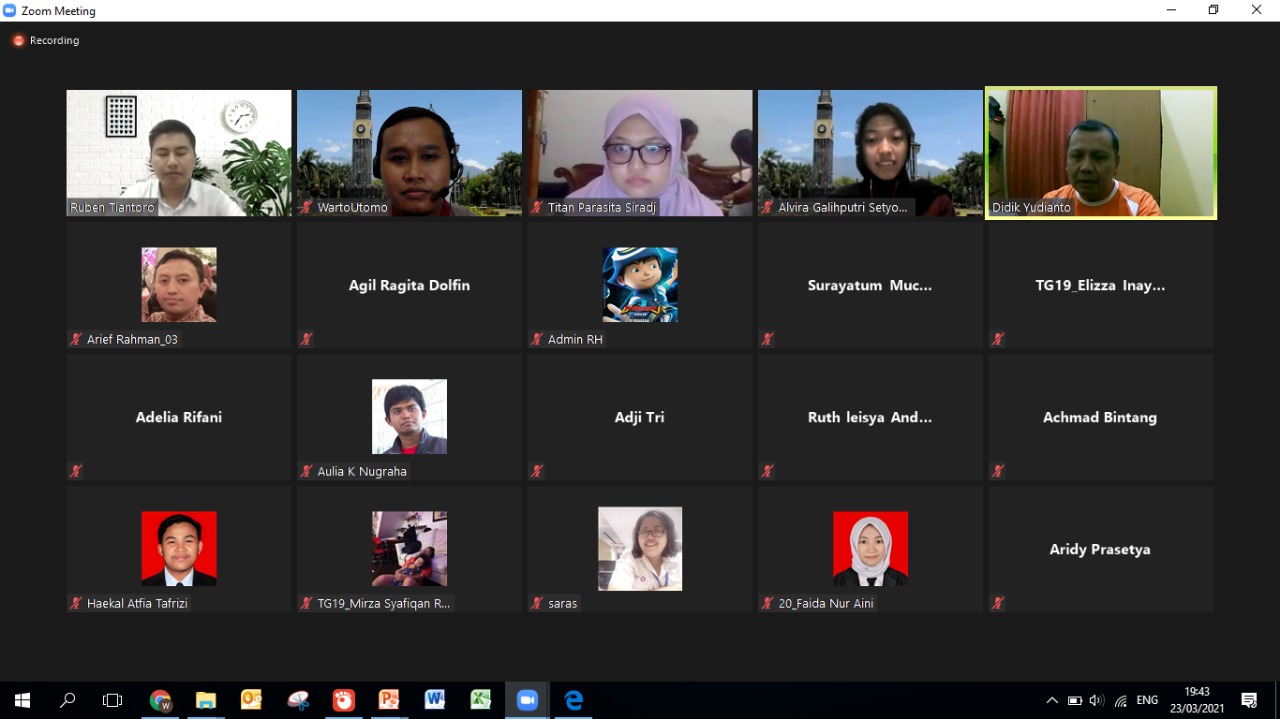 Zoom Meeting
Recording
Ruben Tiantoro
WartoUtomo
Titan Parasita Siradj
Alvira Galihputri Setyo...
Didik Yudianto
Arief Rahman_03
Agil Ragita Dolfin
Admin RH
Surayatum Muc...
TG19_Elizza Inay...
Adelia Rifani
Aulia K Nugraha
Adji Tri
Ruth leisya And...
Achmad Bintang
Haekal Atfia Tafrizi
TG19_Mirza Syafiqan R...
saras
20_Faida Nur Aini
Aridy Prasetya
ENG
19:43
23/03/2021